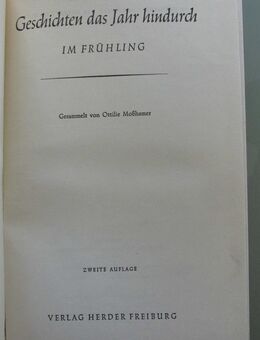 Geschichten das Jahr hindurch
IM FRÜHLING
Gesammelt von Ottilie Moßhamer
ZWEITE AUFLAGE
VERLAG HERDER FREIBURG